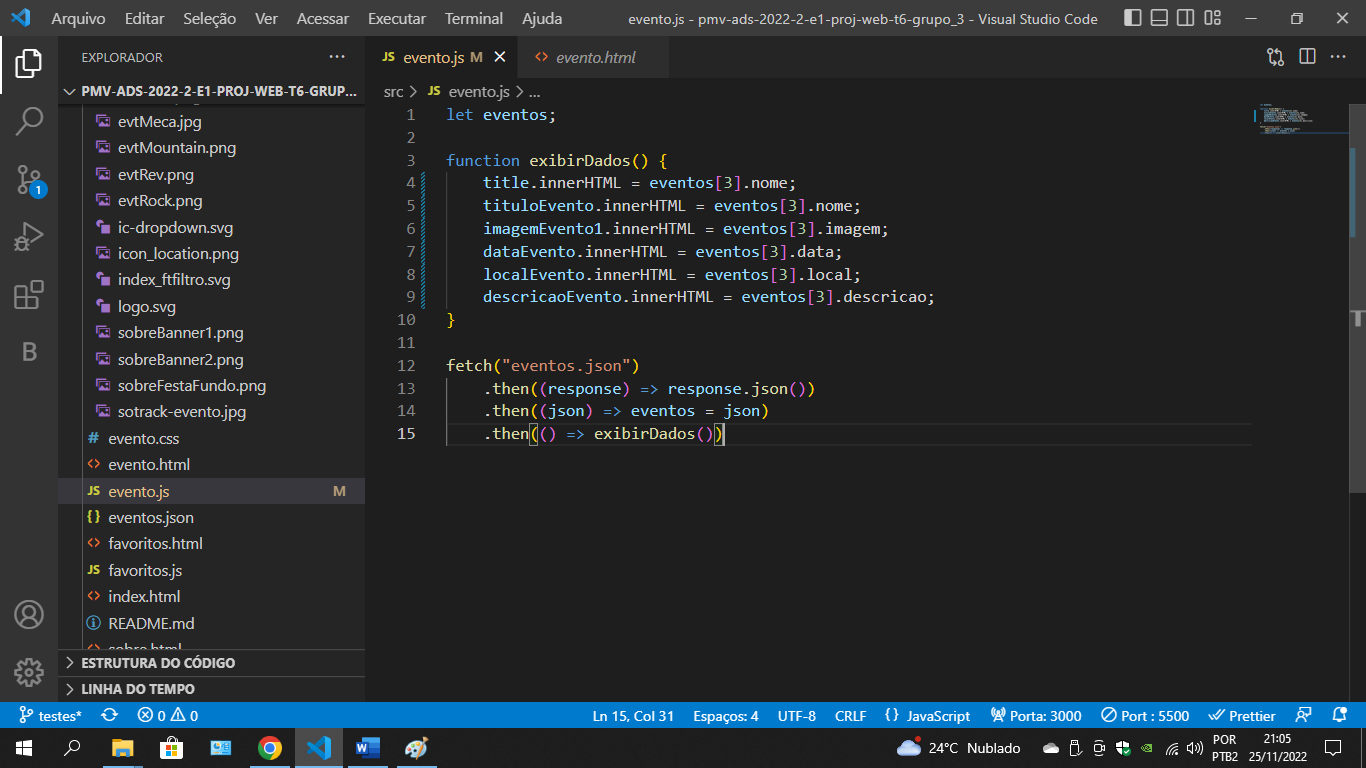 Arquivo Editar Seleção Ver Acessar Executar Terminal Ajuda evento.js - pmv-ads-2022-2-e1-proj-web-t6-grupo_3 - Visual Studio Code
EXPLORADOR ···
JS evento.js M × <> evento.html ···
PMV-ADS-2022-2-E1-PROJ-WEB-T6-GRUP...
src > JS evento.js > ...
evtMeca.jpg
evtMountain.png
evtRev.png
evtRock.png
ic-dropdown.svg
icon_location.png
index_ftfiltro.svg
logo.svg
sobreBanner1.png
sobreBanner2.png
sobreFestaFundo.png
sotrack-evento.jpg
# evento.css
<> evento.html
JS evento.js M
{} eventos.json
<> favoritos.html
JS favoritos.js
<> index.html
README.md
<> sobre.html
ESTRUTURA DO CÓDIGO
LINHA DO TEMPO
1
B
1 let eventos;
2
3 function exibirDados() {
4 title.innerHTML = eventos[3].nome;
5 tituloEvento.innerHTML = eventos[3].nome;
6 imagemEvento1.innerHTML = eventos[3].imagem;
7 dataEvento.innerHTML = eventos[3].data;
8 localEvento.innerHTML = eventos[3].local;
9 descricaoEvento.innerHTML = eventos[3].descricao;
10 }
11
12 fetch("eventos.json")
13 .then((response) => response.json())
14 .then((json) => eventos = json)
15 .then(() => exibirDados())
testes* 0 0 Ln 15, Col 31 Espaços: 4 UTF-8 CRLF {} JavaScript Porta: 3000 Port : 5500 Prettier
24°C Nublado POR PTB2 21:05 25/11/2022